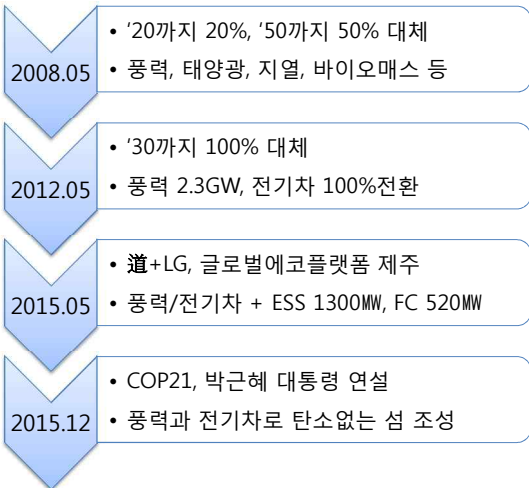 2008.05
• ‘20까지 20%, ‘50까지 50% 대체
• 풍력, 태양광, 지열, 바이오매스 등
2012.05
• ‘30까지 100% 대체
• 풍력 2.3GW, 전기차 100%전환
2015.05
• 道+LG, 글로벌에코플랫폼 제주
• 풍력/전기차 + ESS 1300㎿, FC 520㎿
2015.12
• COP21, 박근혜 대통령 연설
• 풍력과 전기차로 탄소없는 섬 조성